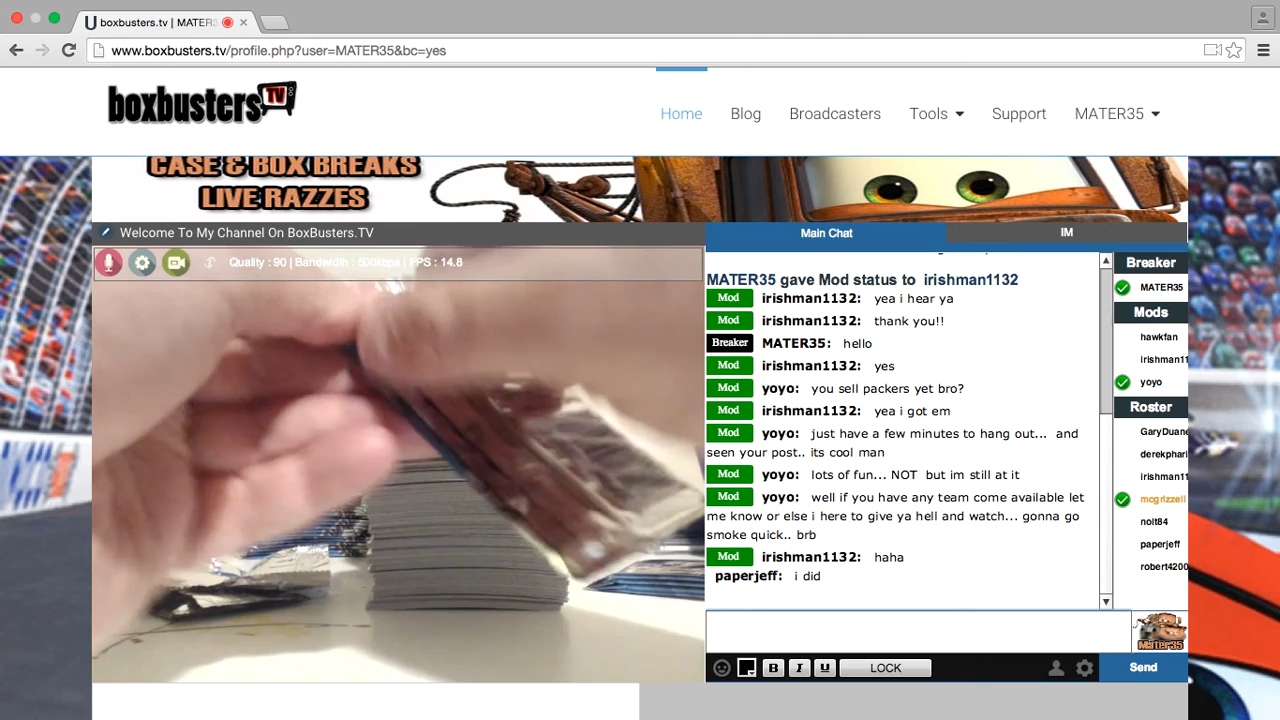 boxbusters.tv | MATER3
www.boxbusters.tv/profile.php?user=MATER35&bc=yes
boxbusters TV
Home Blog Broadcasters Tools Support MATER35
CASE & BOX BREAKS
LIVE RAZZES
Welcome To My Channel On BoxBusters.TV
Main Chat IM
Quality : 90 | Bandwidth : 500kbps | FPS : 14.8
MATER35 gave Mod status to irishman1132
Mod irishman1132: yea i hear ya
Mod irishman1132: thank you!!
Breaker MATER35: hello
Mod irishman1132: yes
Mod yoyo: you sell packers yet bro?
Mod irishman1132: yea i got em
Mod yoyo: just have a few minutes to hang out... and
seen your post.. its cool man
Mod yoyo: lots of fun... NOT but im still at it
Mod yoyo: well if you have any team come available let
me know or else i here to give ya hell and watch... gonna go
smoke quick.. brb
Mod irishman1132: haha
paperjeff: i did
Breaker
MATER35
Mods
hawkfan
irishman11
yoyo
Roster
GaryDuane
derekphari
irishman11
mcgrizzell
nolt84
paperjeff
robert4200
Mater35
B I U LOCK Send